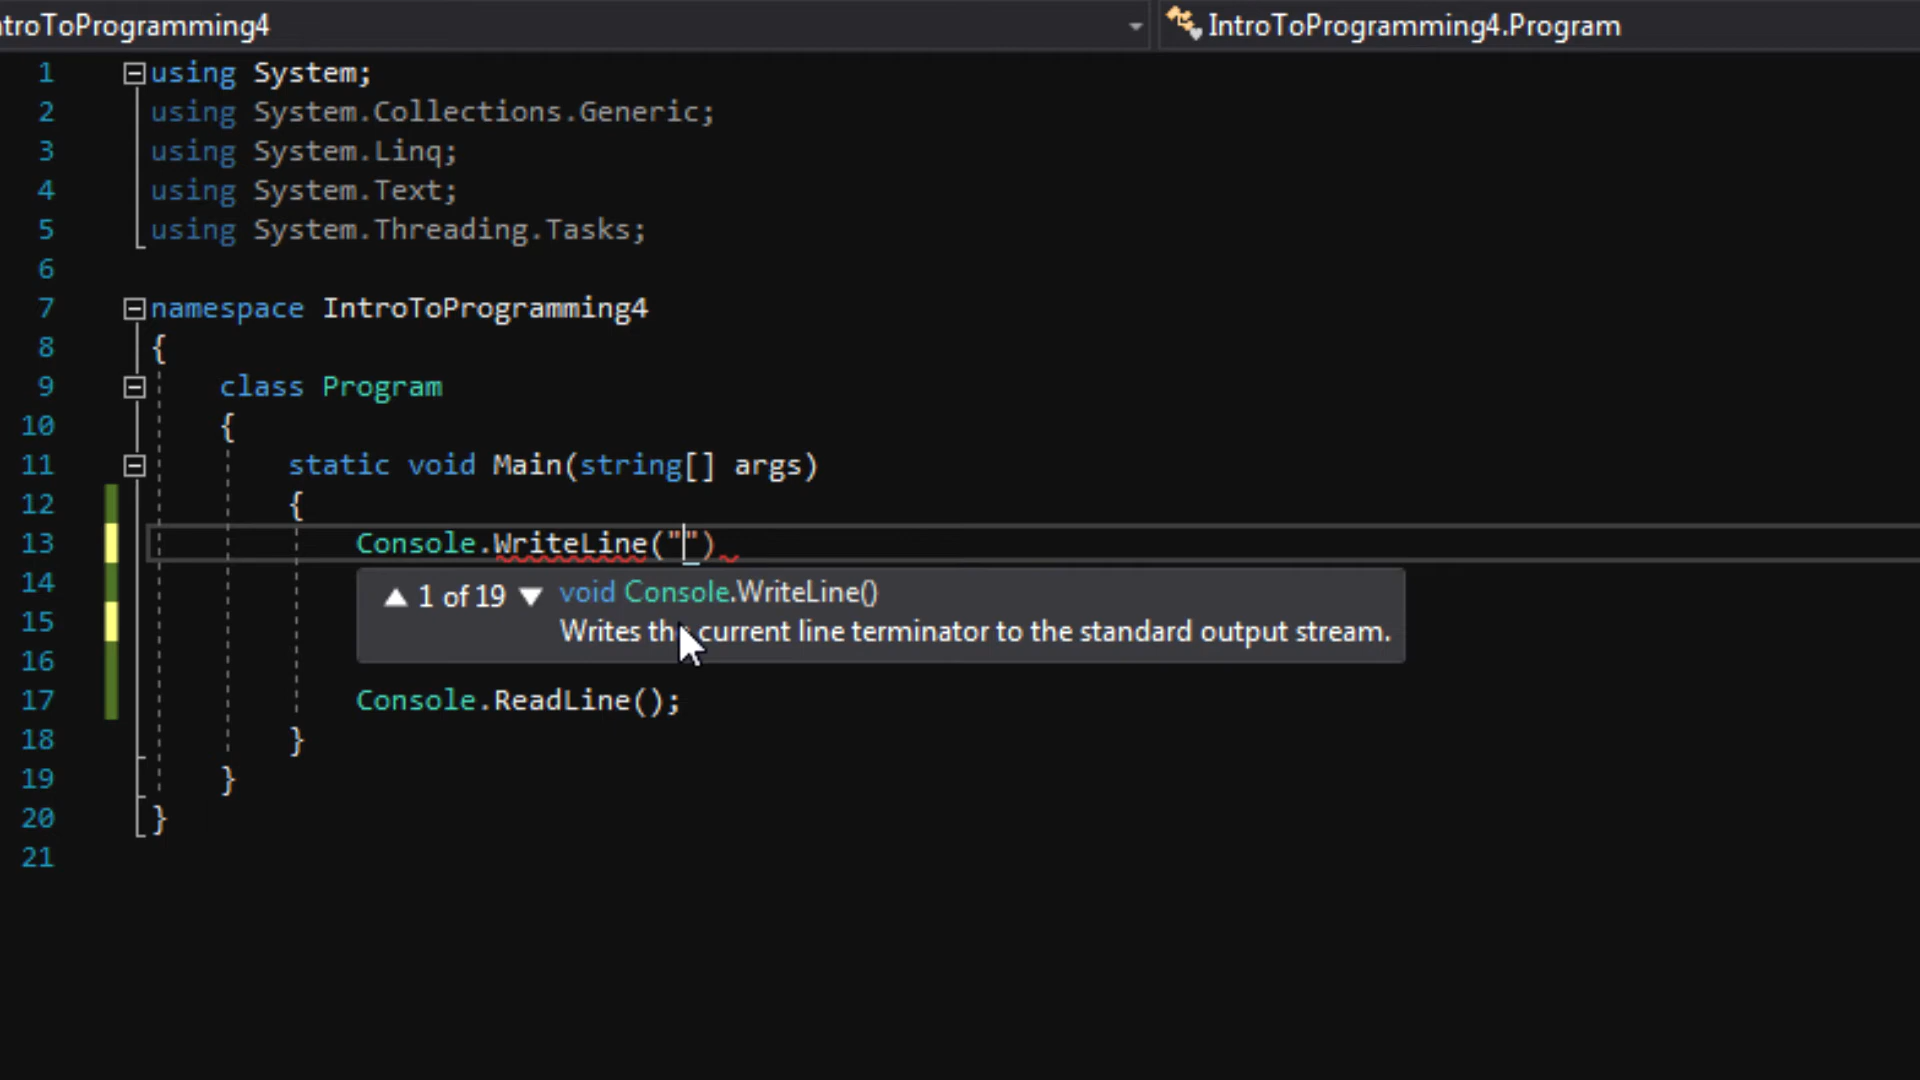 ntroToProgramming4 IntroToProgramming4.Program
1 using System;
2 using System.Collections.Generic;
3 using System.Linq;
4 using System.Text;
5 using System.Threading.Tasks;
6
7 namespace IntroToProgramming4
8 {
9 class Program
10 {
11 static void Main(string[] args)
12 {
13 Console.WriteLine("")
14 ▲ 1 of 19 ▼ void Console.WriteLine()
15 Writes the current line terminator to the standard output stream.
16
17 Console.ReadLine();
18 }
19 }
20 }
21